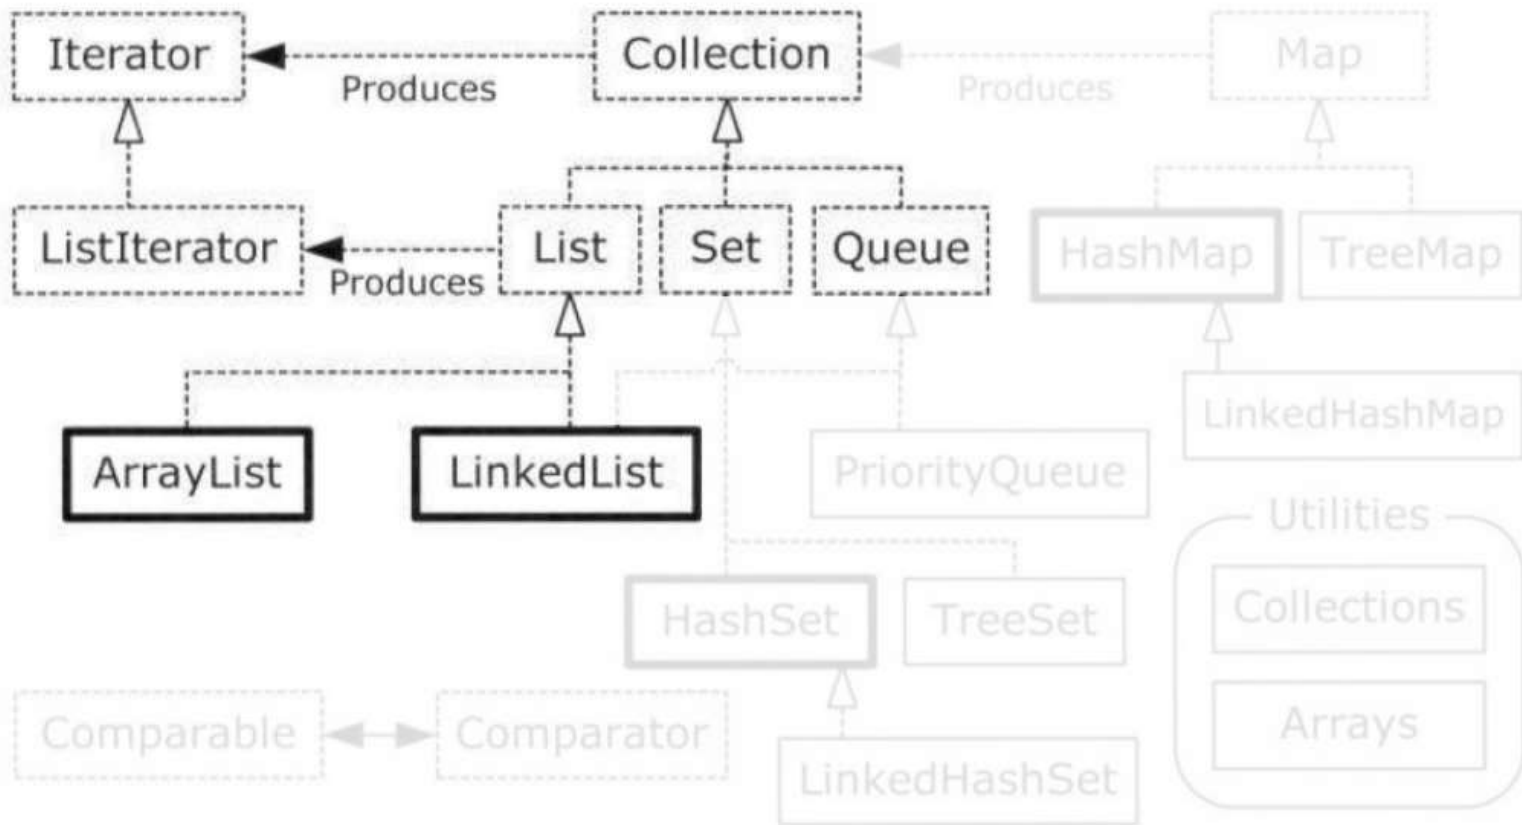 Iterator
Produces
Collection
Produces
Map
ListIterator
Produces
List
Set
Queue
HashMap
TreeMap
ArrayList
LinkedList
PriorityQueue
LinkedHashMap
Utilities
HashSet
TreeSet
Collections
Comparable
Comparator
LinkedHashSet
Arrays